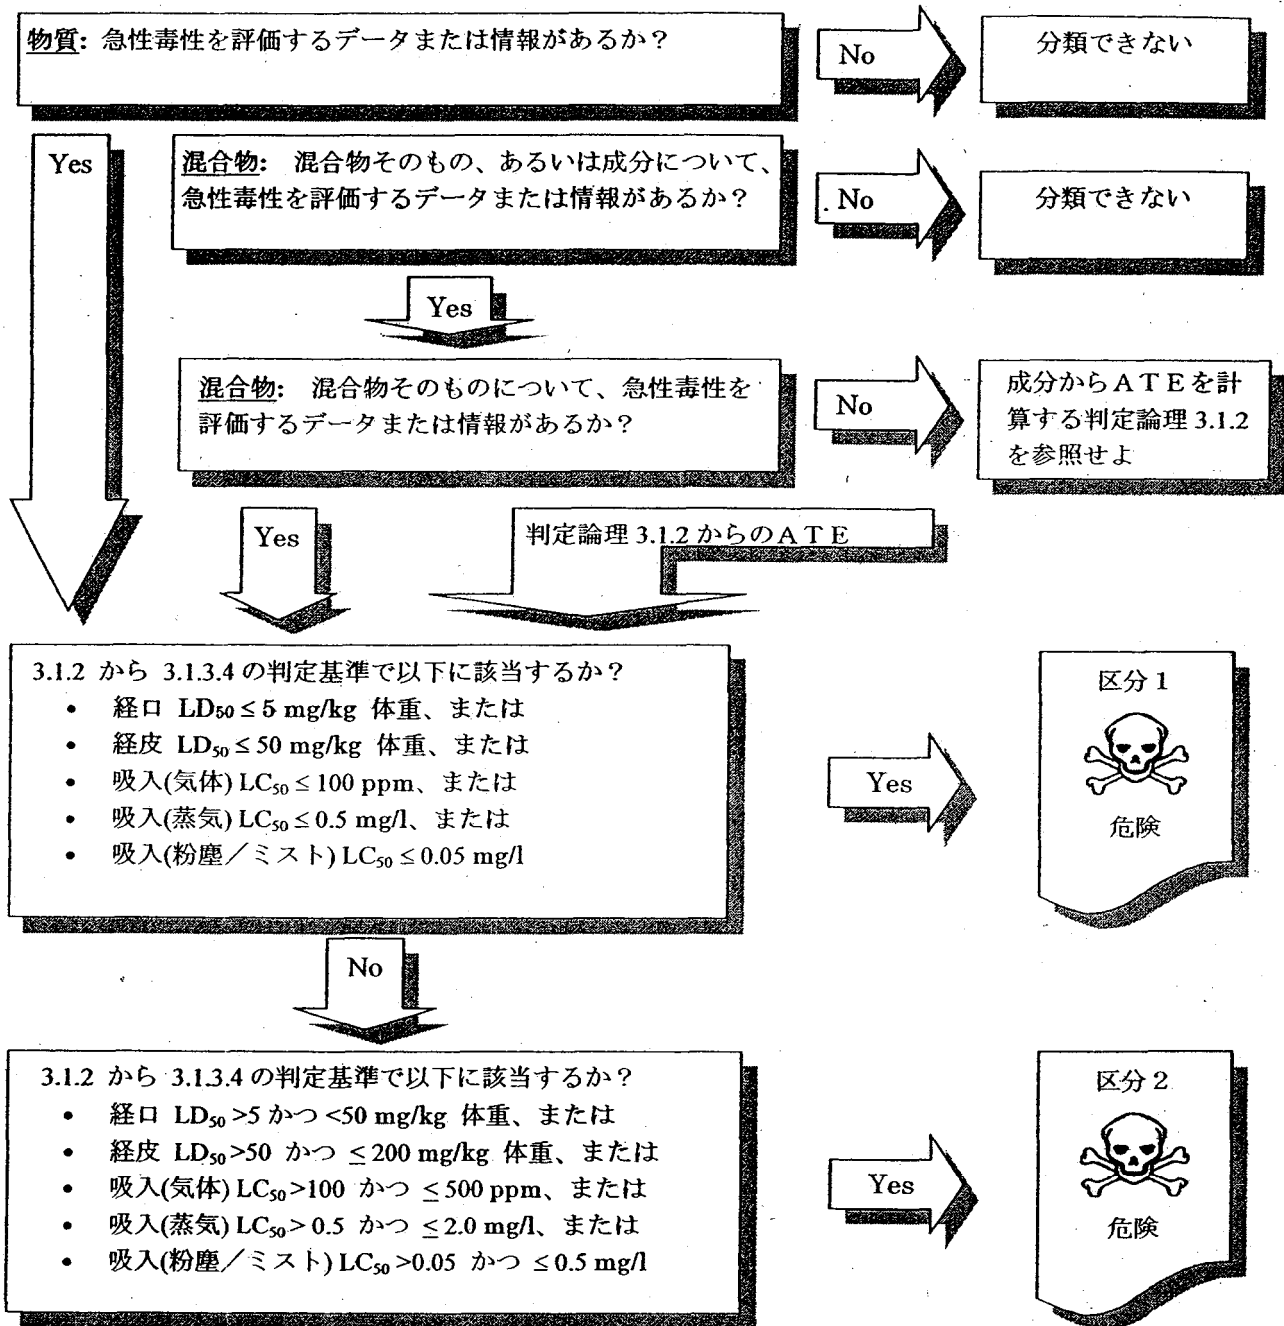 物質: 急性毒性を評価するデータまたは情報があるか？
No
分類できない
Yes
混合物: 混合物そのもの、あるいは成分について、
急性毒性を評価するデータまたは情報があるか？
No
分類できない
Yes
混合物: 混合物そのものについて、急性毒性を
評価するデータまたは情報があるか？
No
成分からＡＴＥを計
算する判定論理 3.1.2
を参照せよ
Yes
判定論理 3.1.2 からのＡＴＥ
3.1.2 から 3.1.3.4 の判定基準で以下に該当するか？
• 経口 LD₅₀ ≤ 5 mg/kg 体重、または
• 経皮 LD₅₀ ≤ 50 mg/kg 体重、または
• 吸入(気体) LC₅₀ ≤ 100 ppm、または
• 吸入(蒸気) LC₅₀ ≤ 0.5 mg/l、または
• 吸入(粉塵／ミスト) LC₅₀ ≤ 0.05 mg/l
Yes
区分 1
危険
No
3.1.2 から 3.1.3.4 の判定基準で以下に該当するか？
• 経口 LD₅₀ >5 かつ <50 mg/kg 体重、または
• 経皮 LD₅₀ >50 かつ ≤200 mg/kg 体重、または
• 吸入(気体) LC₅₀ >100 かつ ≤500 ppm、または
• 吸入(蒸気) LC₅₀ > 0.5 かつ ≤2.0 mg/l、または
• 吸入(粉塵／ミスト) LC₅₀ >0.05 かつ ≤ 0.5 mg/l
Yes
区分 2
危険